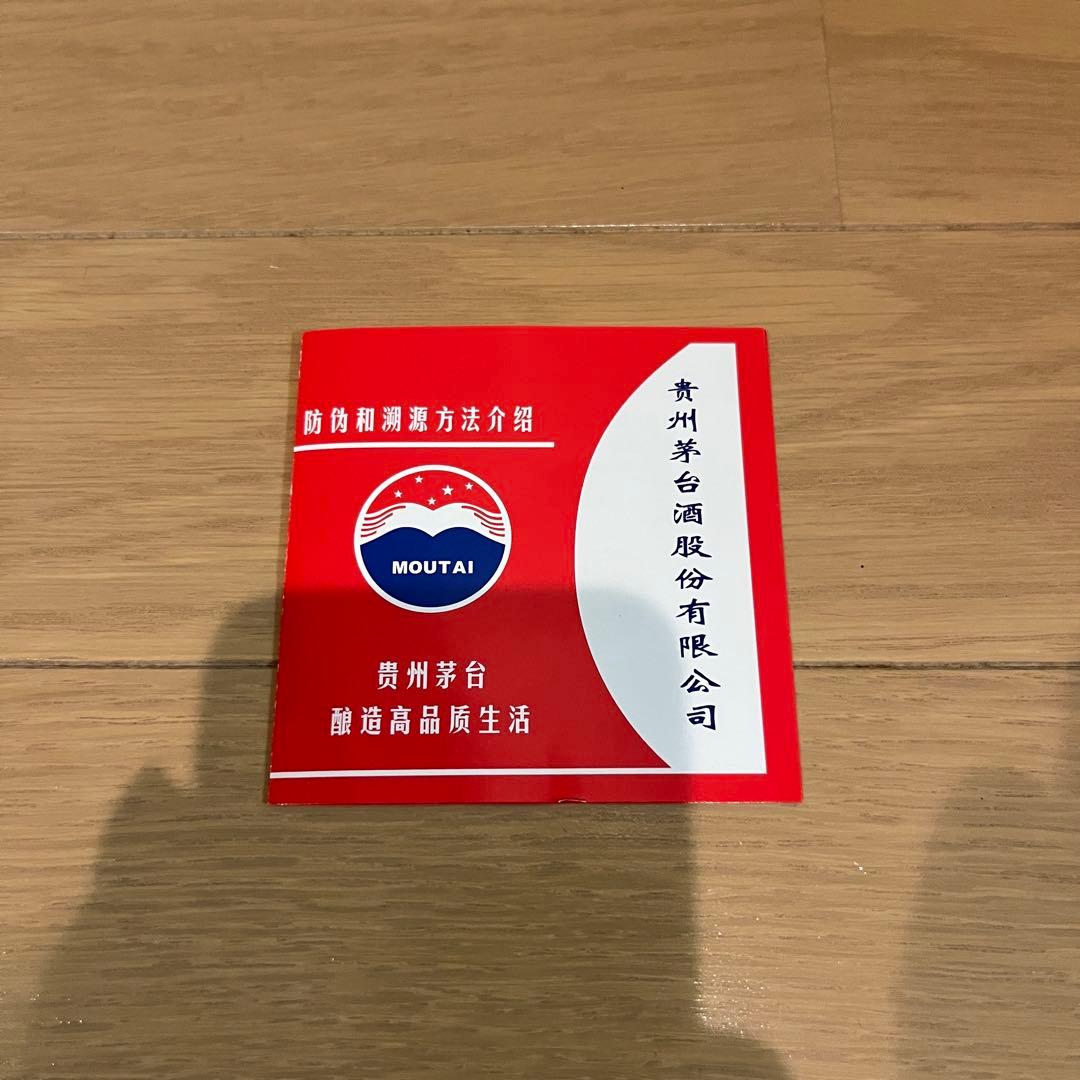 防伪和溯源方法介绍
MOUTAI
贵州茅台
酿造高品质生活
贵州茅台酒股份有限公司